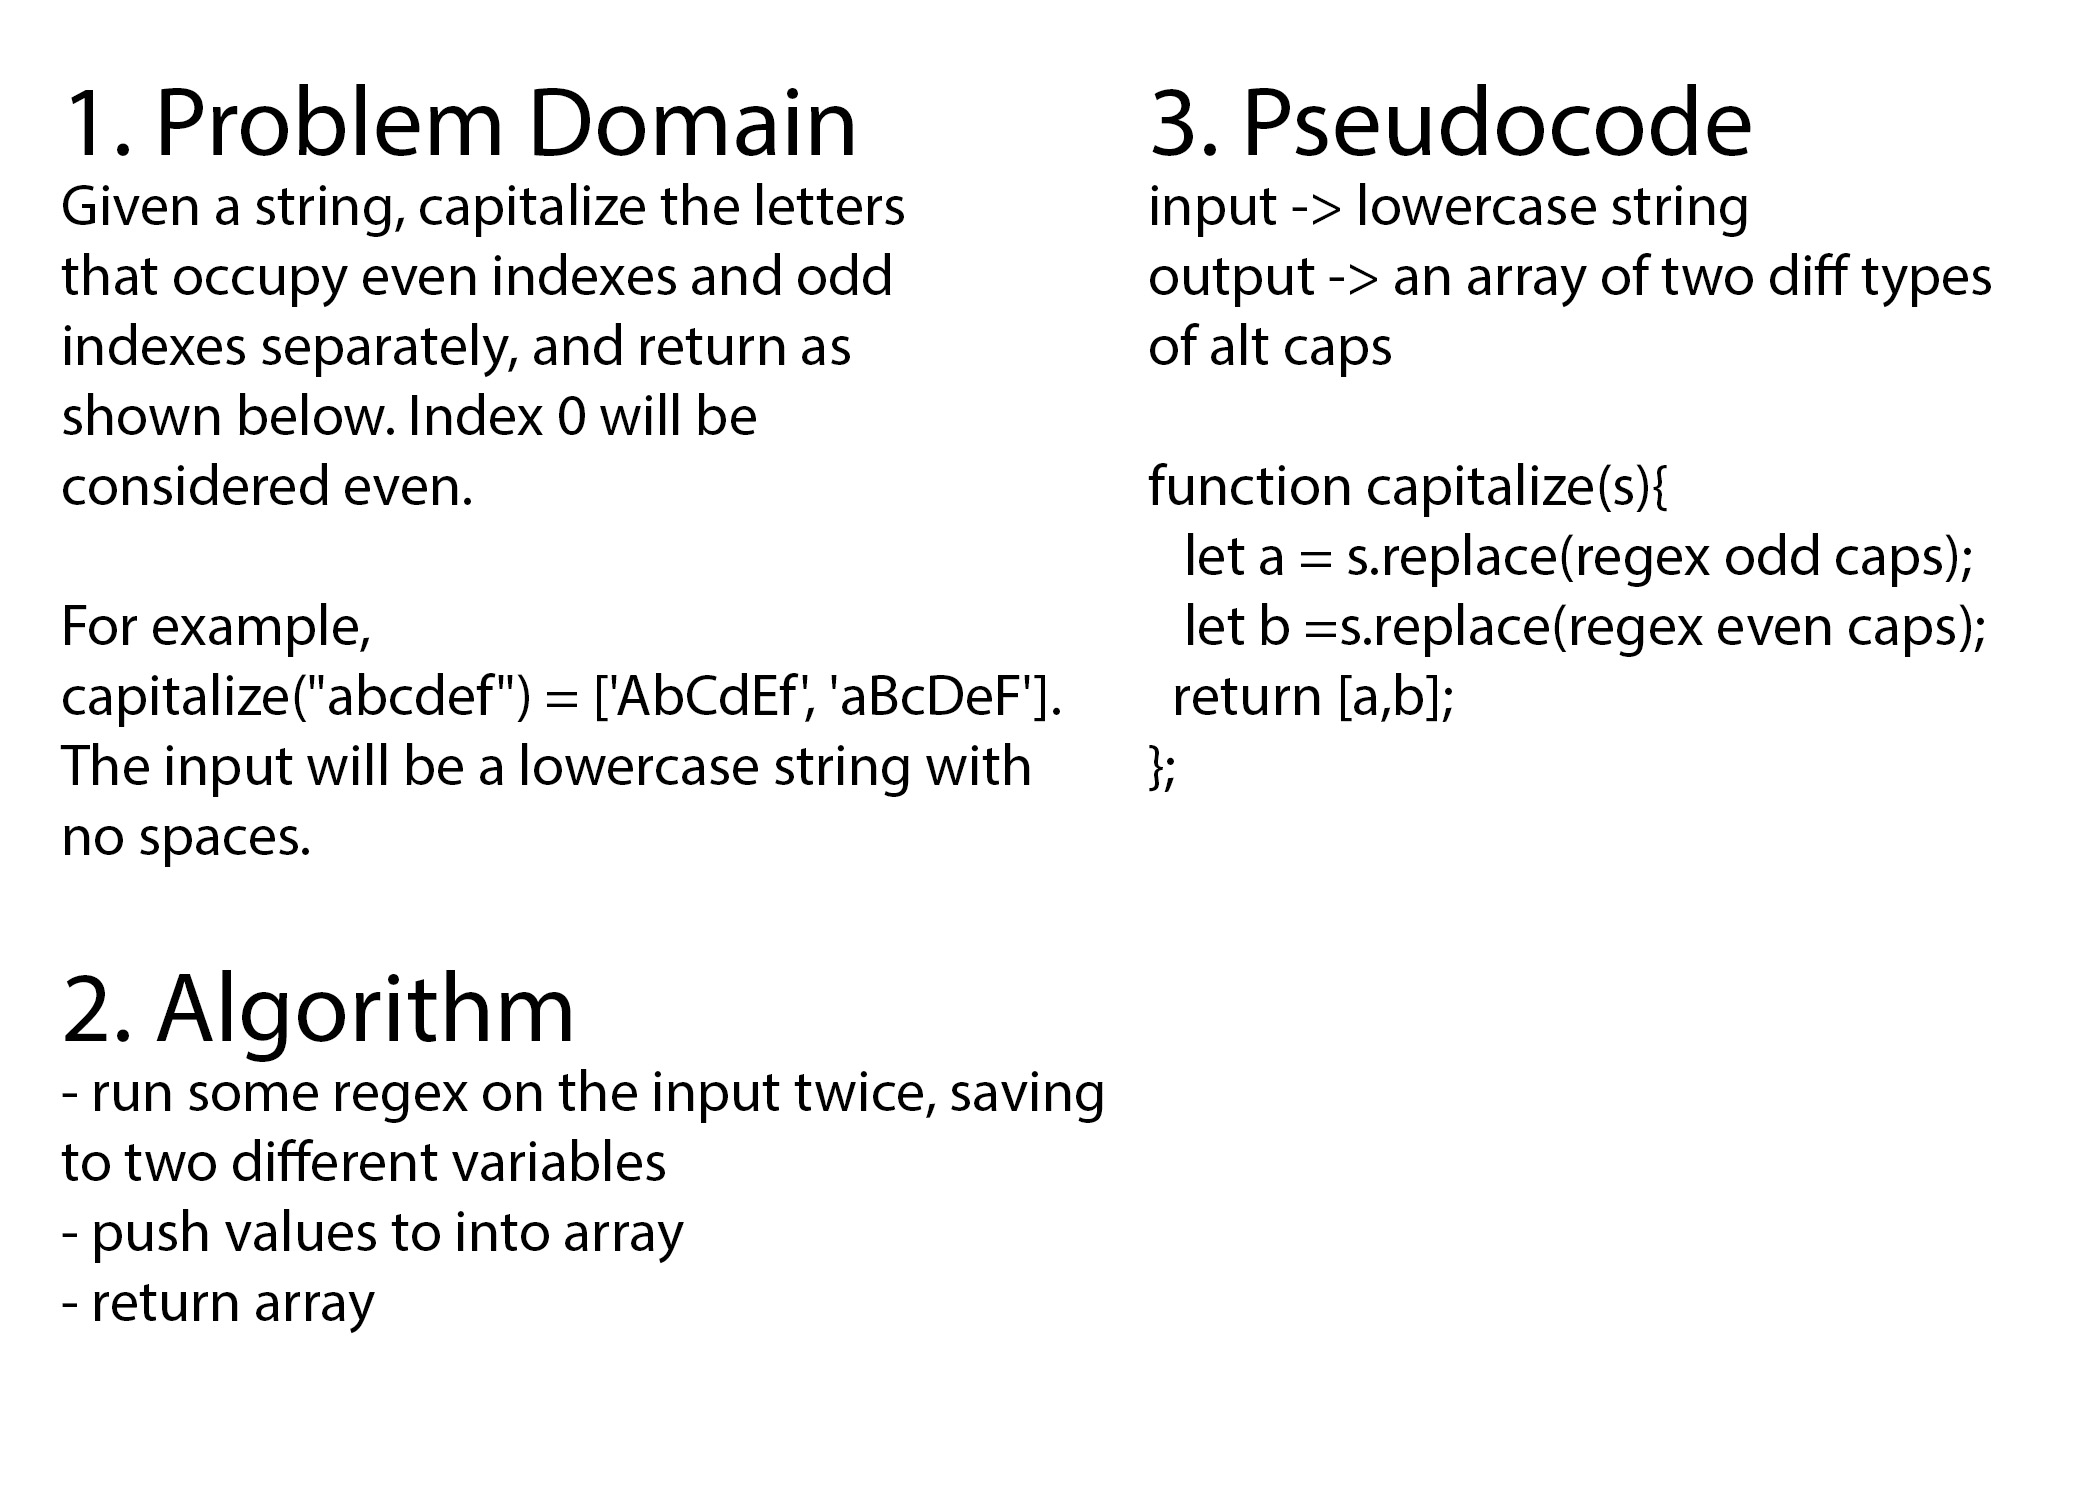 1. Problem Domain
Given a string, capitalize the letters
that occupy even indexes and odd
indexes separately, and return as
shown below. Index 0 will be
considered even.
For example,
capitalize("abcdef") = ['AbCdEf', 'aBcDeF'].
The input will be a lowercase string with
no spaces.
2. Algorithm
- run some regex on the input twice, saving
to two different variables
- push values to into array
- return array
3. Pseudocode
input -> lowercase string
output -> an array of two diff types
of alt caps
function capitalize(s){
let a = s.replace(regex odd caps);
let b =s.replace(regex even caps);
return [a,b];
};